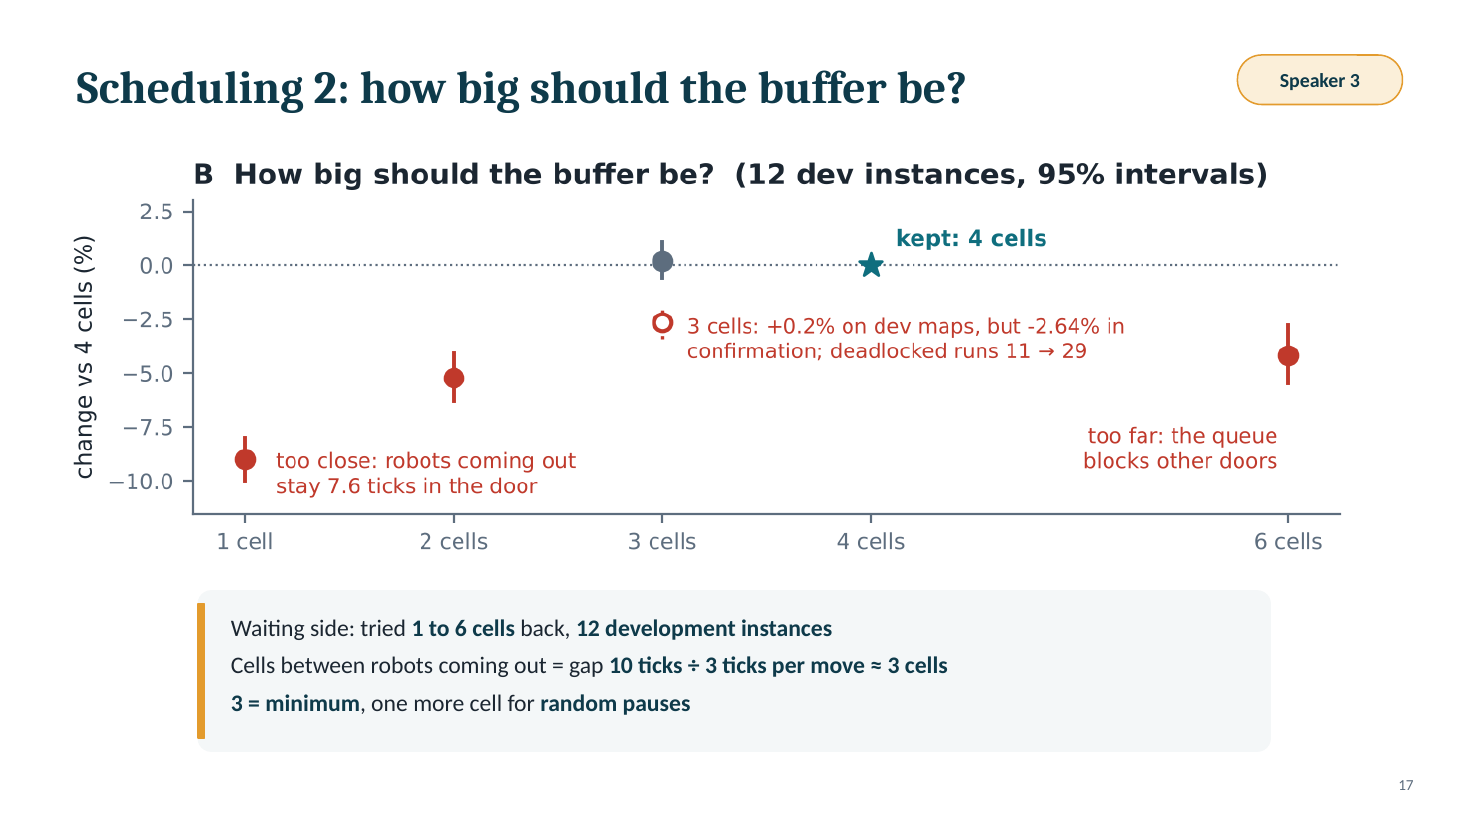 Scheduling 2: how big should the buffer be?
Speaker 3
B How big should the buffer be? (12 dev instances, 95% intervals)
change vs 4 cells (%)
2.5
0.0
−2.5
−5.0
−7.5
−10.0
kept: 4 cells
3 cells: +0.2% on dev maps, but -2.64% in
confirmation; deadlocked runs 11 → 29
too close: robots coming out
stay 7.6 ticks in the door
too far: the queue
blocks other doors
1 cell
2 cells
3 cells
4 cells
6 cells
Waiting side: tried 1 to 6 cells back, 12 development instances
Cells between robots coming out = gap 10 ticks ÷ 3 ticks per move ≈ 3 cells
3 = minimum, one more cell for random pauses
17